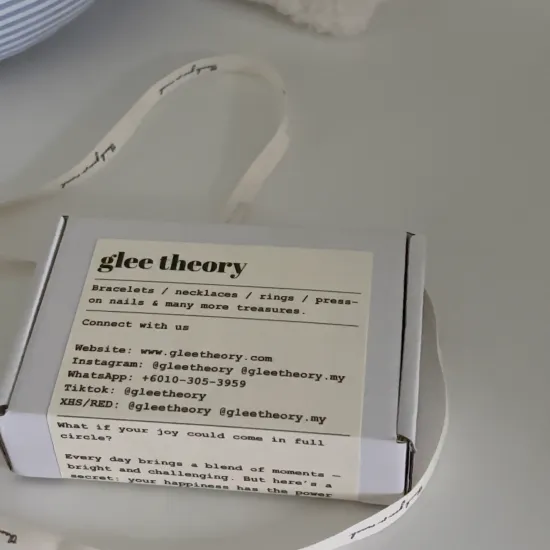 glee theory
Bracelets / necklaces / rings / press-
on nails & many more treasures.
Connect with us
Website: www.gleetheory.com
Instagram: @gleetheory @gleetheory.my
WhatsApp: +6010-305-3959
Tiktok: @gleetheory
XHS/RED: @gleetheory @gleetheory.my
What if your joy could come in full
circle?
Every day brings a blend of moments —
bright and challenging. But here's a
secret: your happiness has the power